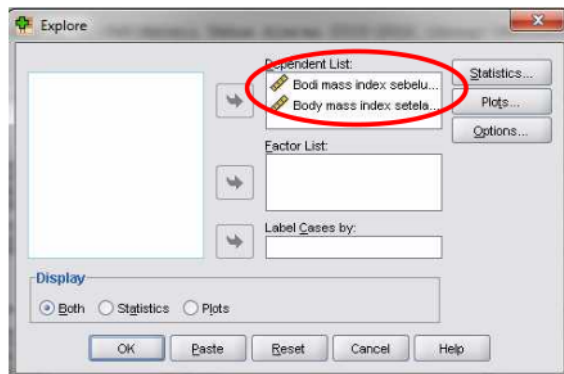 Explore
Dependent List:
Bodi mass index sebelu...
Body mass index setela...
Statistics...
Plots...
Options...
Factor List:
Label Cases by:
Display
Both Statistics Plots
OK Paste Reset Cancel Help